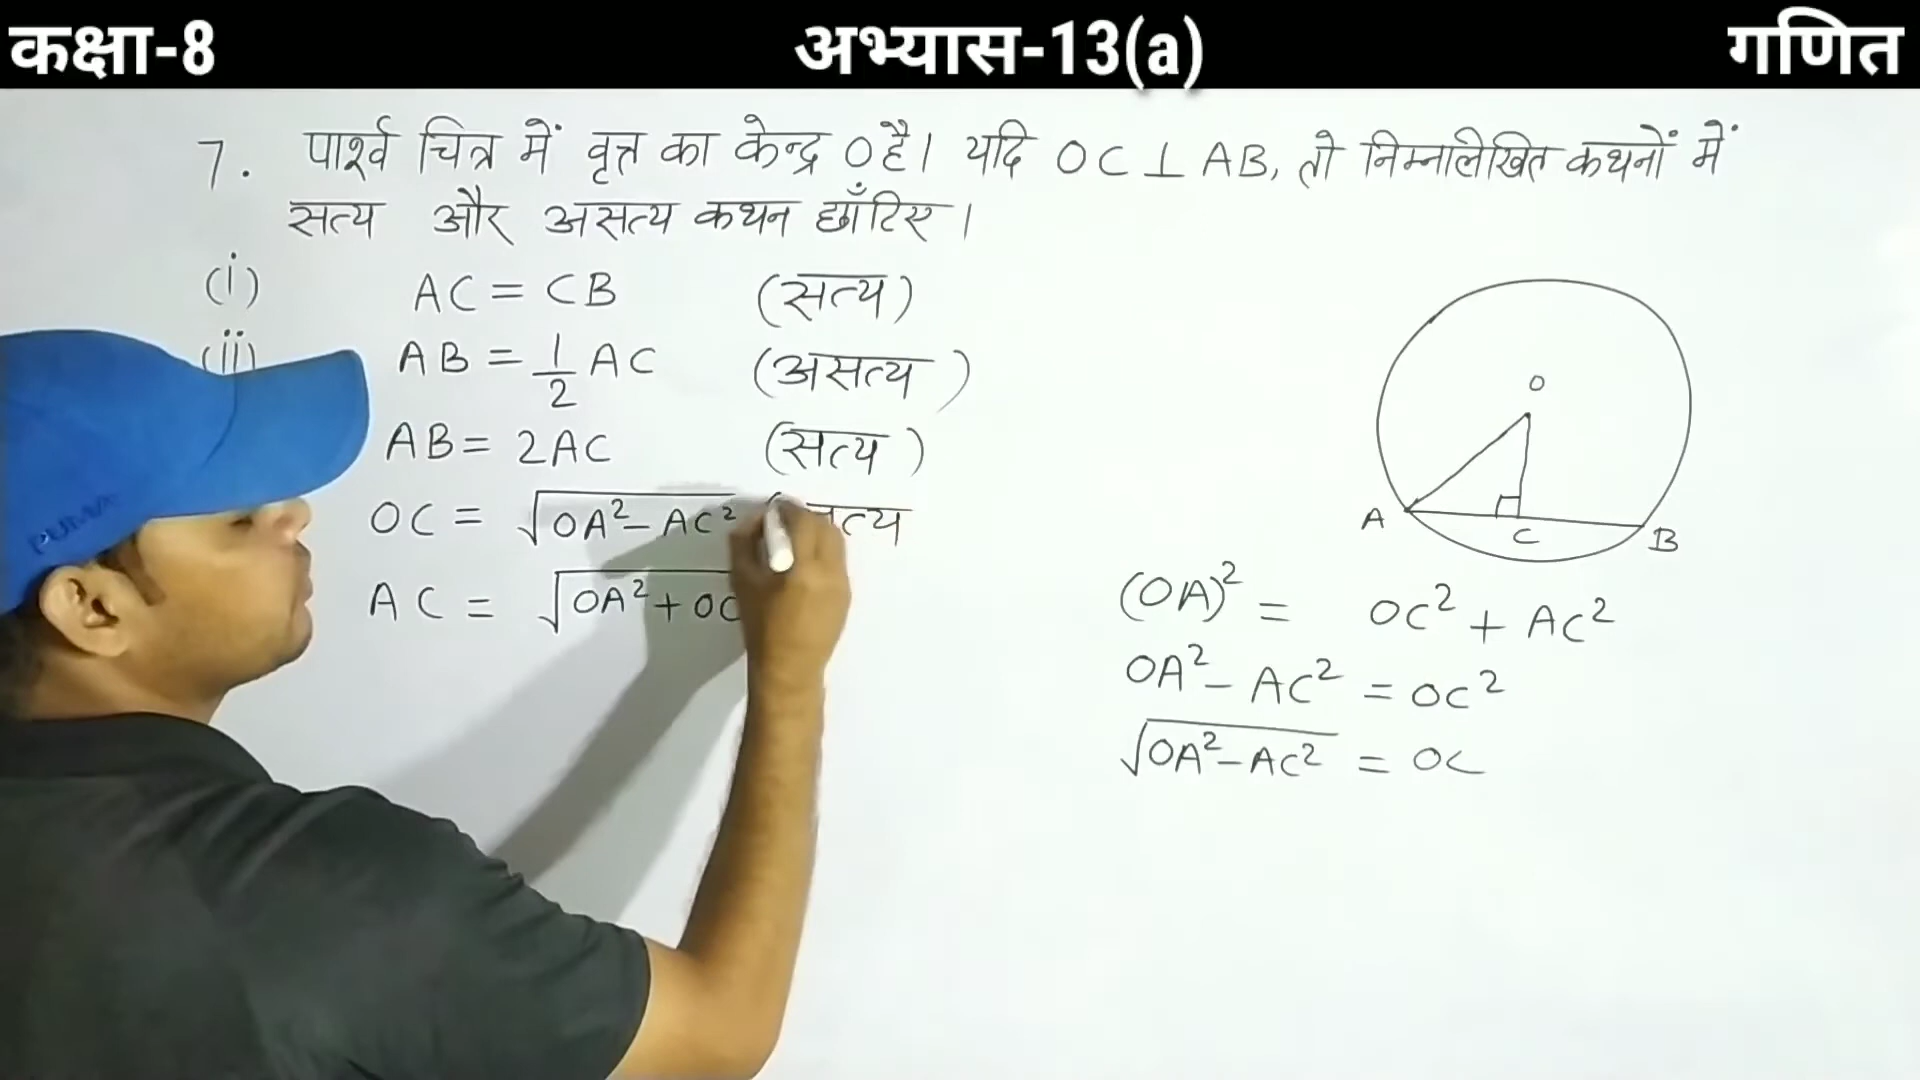 कक्षा-8 अभ्यास-13(a) गणित
7. पार्श्व चित्र में वृत्त का केन्द्र O है। यदि OC ⊥ AB, तो निम्नलिखित कथनों में
सत्य और असत्य कथन छाँटिए।
(i) AC = CB (सत्य)
(ii) AB = 1/2 AC (असत्य)
AB = 2AC (सत्य)
OC = √OA² - AC²
AC = √OA² + OC
O
A
C
B
(OA)² = OC² + AC²
OA² - AC² = OC²
√OA² - AC² = OC
PUMA